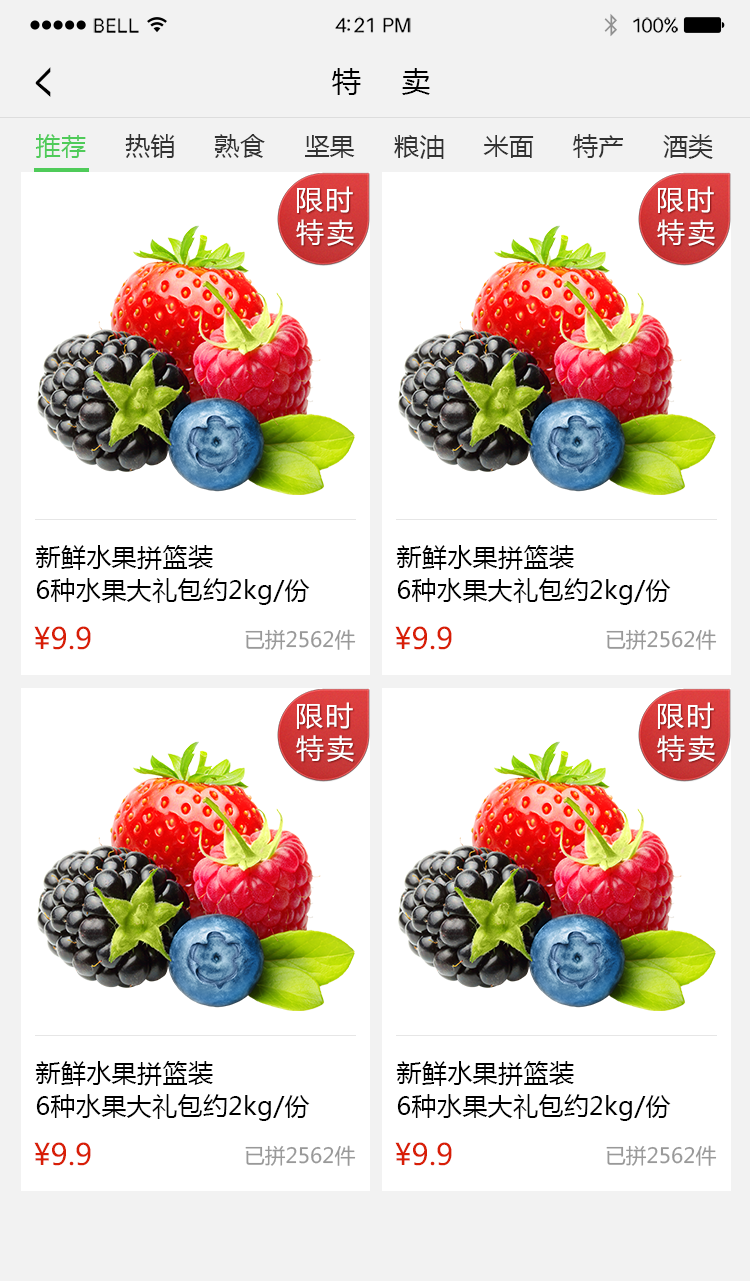 BELL 4:21 PM 100%
特 卖
推荐 热销 熟食 坚果 粮油 米面 特产 酒类
限时
特卖
新鲜水果拼篮装
6种水果大礼包约2kg/份
¥9.9 已拼2562件
限时
特卖
新鲜水果拼篮装
6种水果大礼包约2kg/份
¥9.9 已拼2562件
限时
特卖
新鲜水果拼篮装
6种水果大礼包约2kg/份
¥9.9 已拼2562件
限时
特卖
新鲜水果拼篮装
6种水果大礼包约2kg/份
¥9.9 已拼2562件